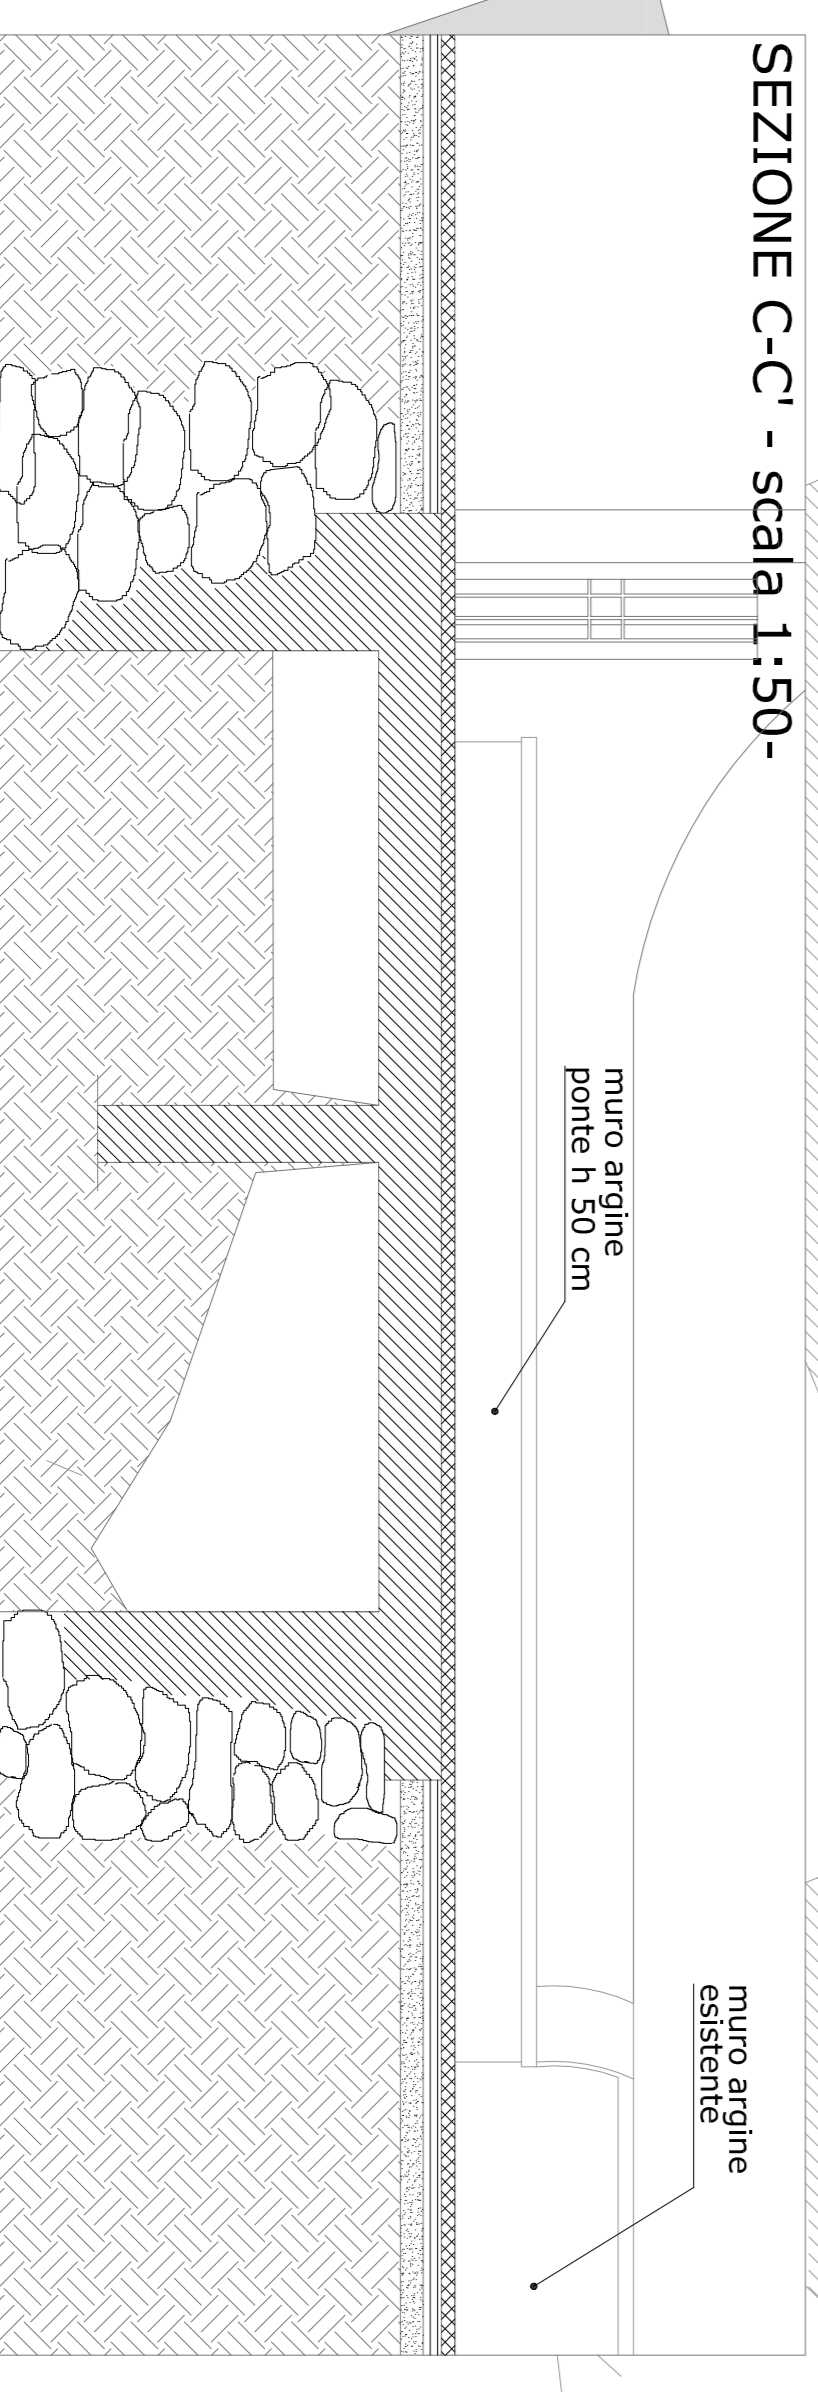 SEZIONE C-C' - scala 1:50-
muro argine
ponte h 50 cm
muro argine
esistente